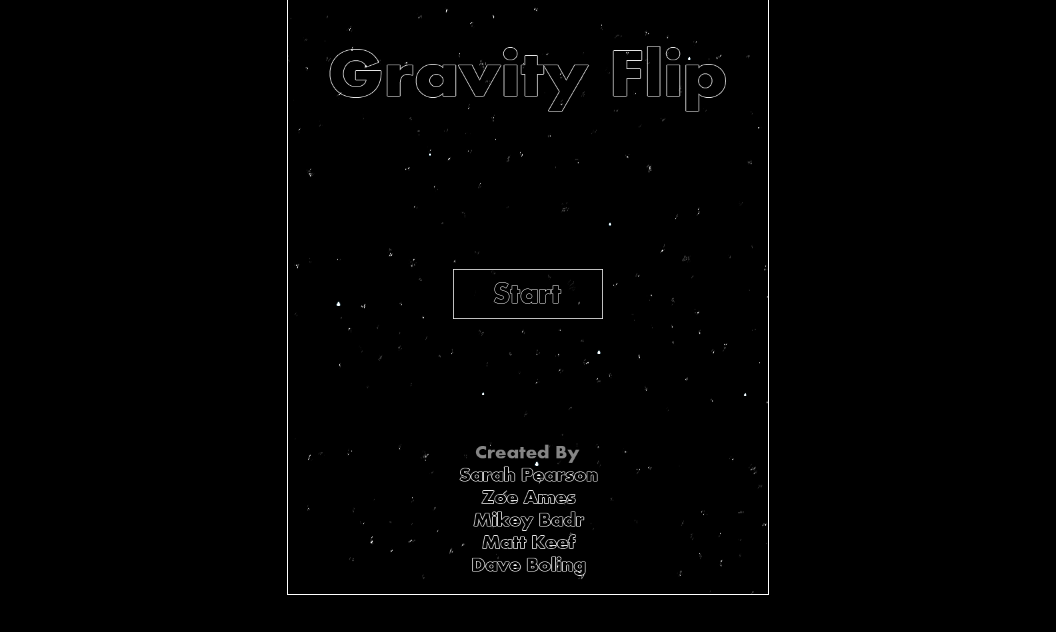 Gravity Flip
Start
Created By
Sarah Pearson
Zoe Ames
Mikey Badr
Matt Keef
Dave Boling